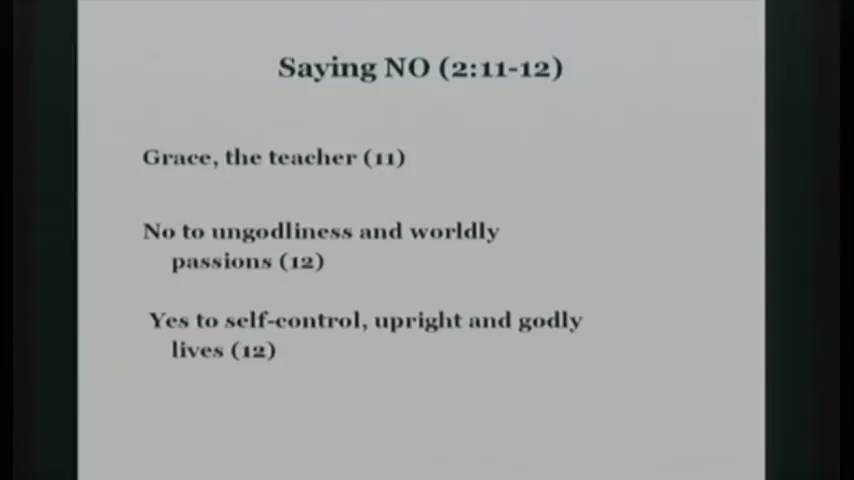 Saying NO (2:11-12)
Grace, the teacher (11)
No to ungodliness and worldly
passions (12)
Yes to self-control, upright and godly
lives (12)